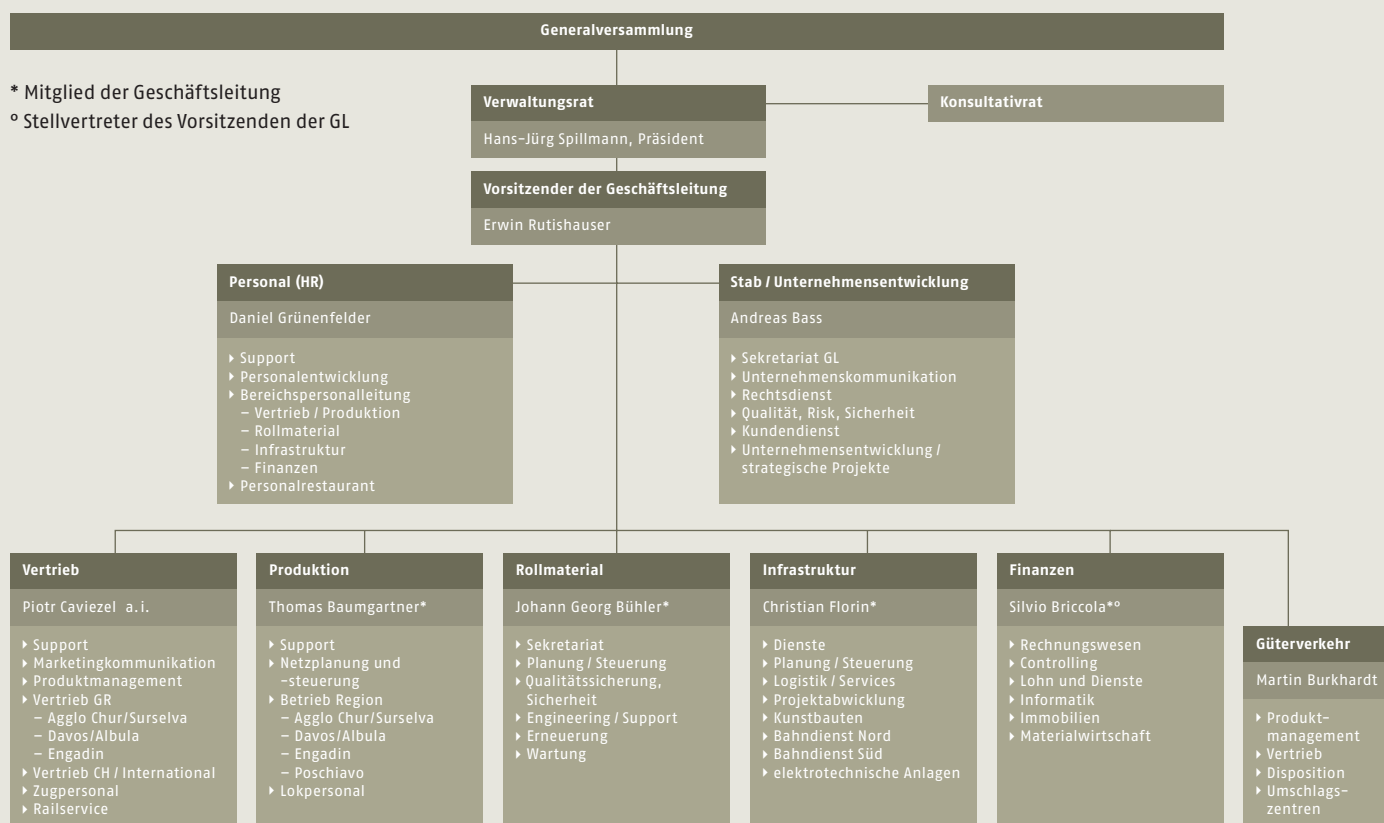 Generalversammlung
* Mitglied der Geschäftsleitung
° Stellvertreter des Vorsitzenden der GL
Verwaltungsrat
Hans-Jürg Spillmann, Präsident
Konsultativrat
Vorsitzender der Geschäftsleitung
Erwin Rutishauser
Personal (HR)
Daniel Grünenfelder
Support
Personalentwicklung
Bereichspersonalleitung
– Vertrieb / Produktion
– Rollmaterial
– Infrastruktur
– Finanzen
Personalrestaurant
Stab / Unternehmensentwicklung
Andreas Bass
Sekretariat GL
Unternehmenskommunikation
Rechtsdienst
Qualität, Risk, Sicherheit
Kundendienst
Unternehmensentwicklung /
strategische Projekte
Vertrieb
Piotr Caviezel a.i.
Support
Marketingkommunikation
Produktmanagement
Vertrieb GR
– Agglo Chur/Surselva
– Davos/Albula
– Engadin
Vertrieb CH / International
Zugpersonal
Railservice
Produktion
Thomas Baumgartner*
Support
Netzplanung und
-steuerung
Betrieb Region
– Agglo Chur/Surselva
– Davos/Albula
– Engadin
– Poschiavo
Lokpersonal
Rollmaterial
Johann Georg Bühler*
Sekretariat
Planung / Steuerung
Qualitätssicherung,
Sicherheit
Engineering / Support
Erneuerung
Wartung
Infrastruktur
Christian Florin*
Dienste
Planung / Steuerung
Logistik / Services
Projektabwicklung
Kunstbauten
Bahndienst Nord
Bahndienst Süd
elektrotechnische Anlagen
Finanzen
Silvio Briccola*°
Rechnungswesen
Controlling
Lohn und Dienste
Informatik
Immobilien
Materialwirtschaft
Güterverkehr
Martin Burkhardt
Produkt-
management
Vertrieb
Disposition
Umschlags-
zentren